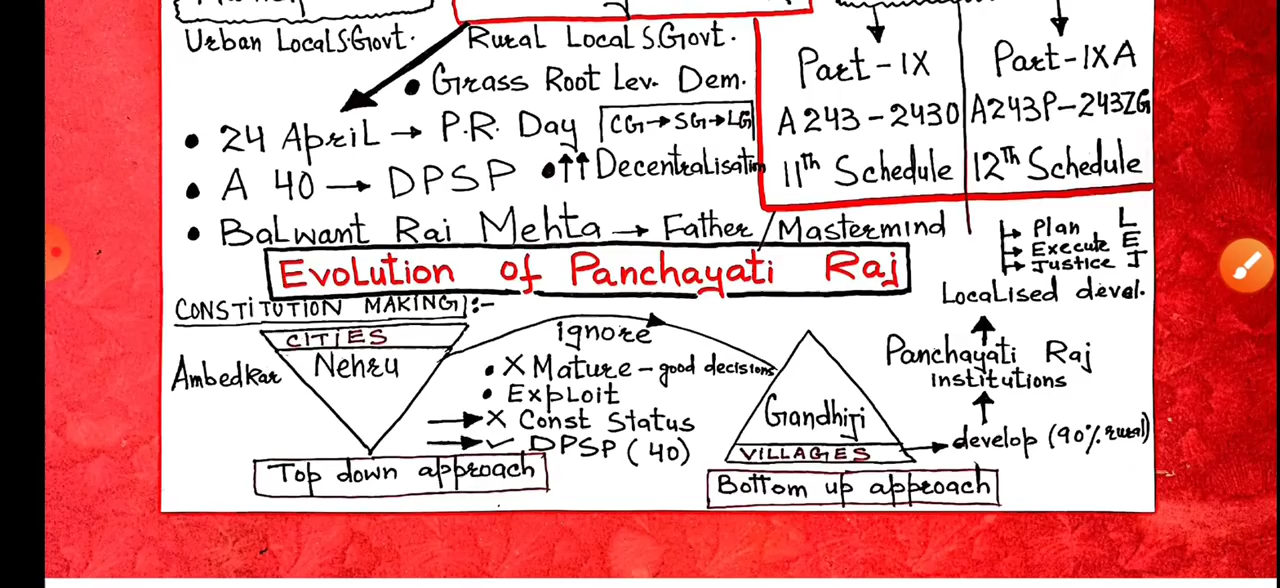 Urban Local S. Govt.
Rural Local S. Govt.
• Grass Root Lev. Dem.
• 24 April → P.R. Day
CG → SG → LG
• A 40 → DPSP
• ↑↑ Decentralisation
• Balwant Rai Mehta → Father / Mastermind
Part - IX
A 243 - 243O
11th Schedule
Part - IXA
A243P - 243ZG
12th Schedule
→ Plan L
→ Execute E
→ Justice J
Localised devel.
Panchayati Raj
institutions
develop (90% rural)
Evolution of Panchayati Raj
CONSTITUTION MAKING :-
CITIES
Ambedkar
Nehru
Top down approach
ignore
• X Mature - good decisions
• Exploit
→ X Const Status
→ ✓ DPSP (40)
Gandhiji
VILLAGES
Bottom up approach